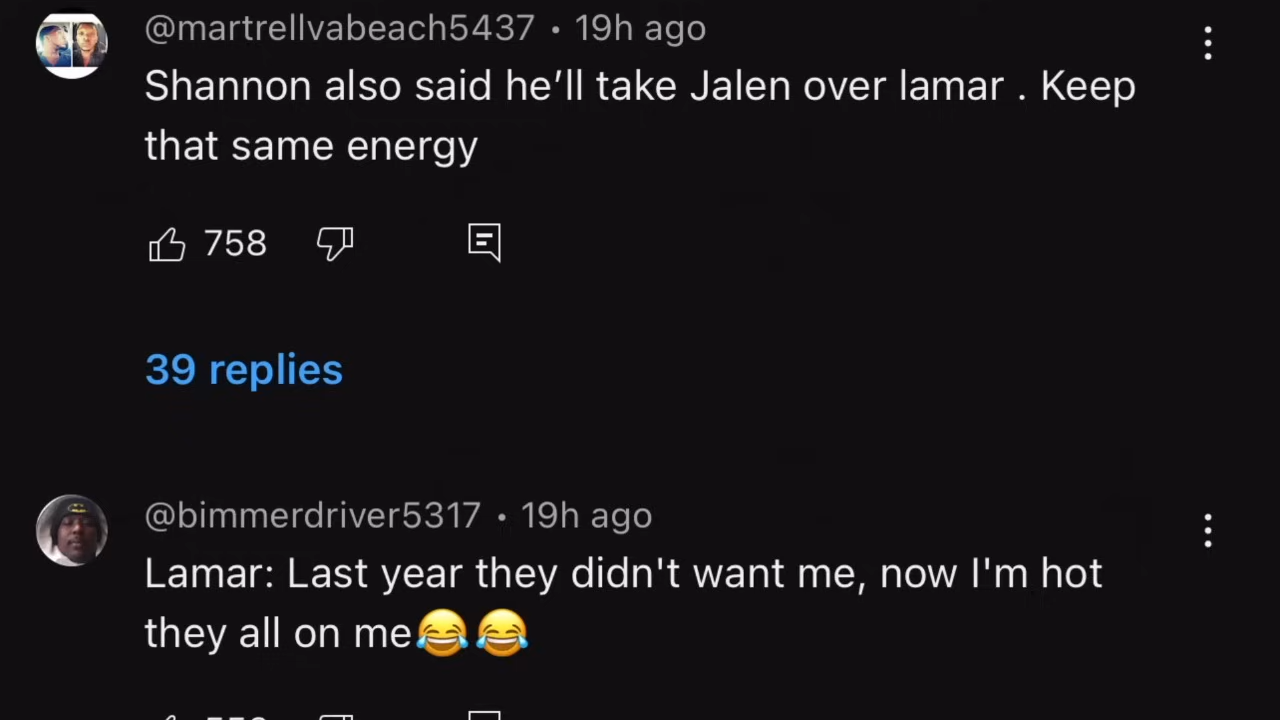 @martrellvabeach5437 • 19h ago
Shannon also said he’ll take Jalen over lamar . Keep
that same energy
758
39 replies
@bimmerdriver5317 • 19h ago
Lamar: Last year they didn't want me, now I'm hot
they all on me😂😂